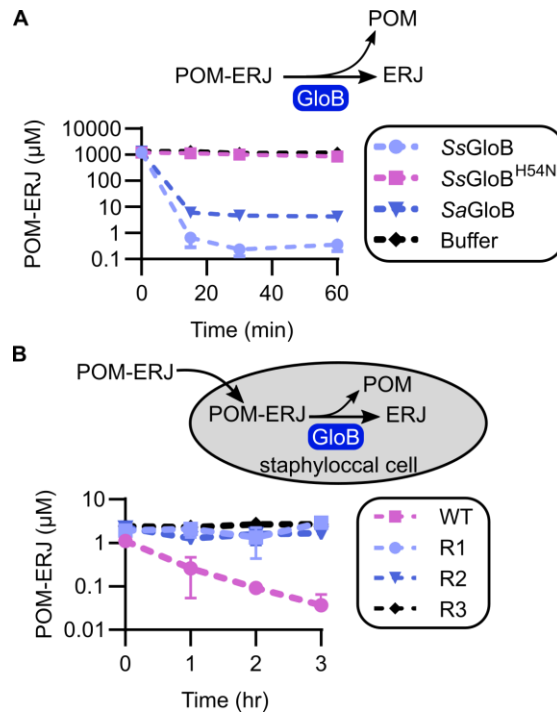 A
POM
POM-ERJ
ERJ
GloB
POM-ERJ (µM)
10000
1000
100
10
1
0.1
0
20
40
60
Time (min)
SsGloB
SsGloB^H54N
SaGloB
Buffer
B
POM-ERJ
POM
POM-ERJ
ERJ
GloB
staphyloccal cell
POM-ERJ (µM)
10
1
0.1
0.01
0
1
2
3
Time (hr)
WT
R1
R2
R3